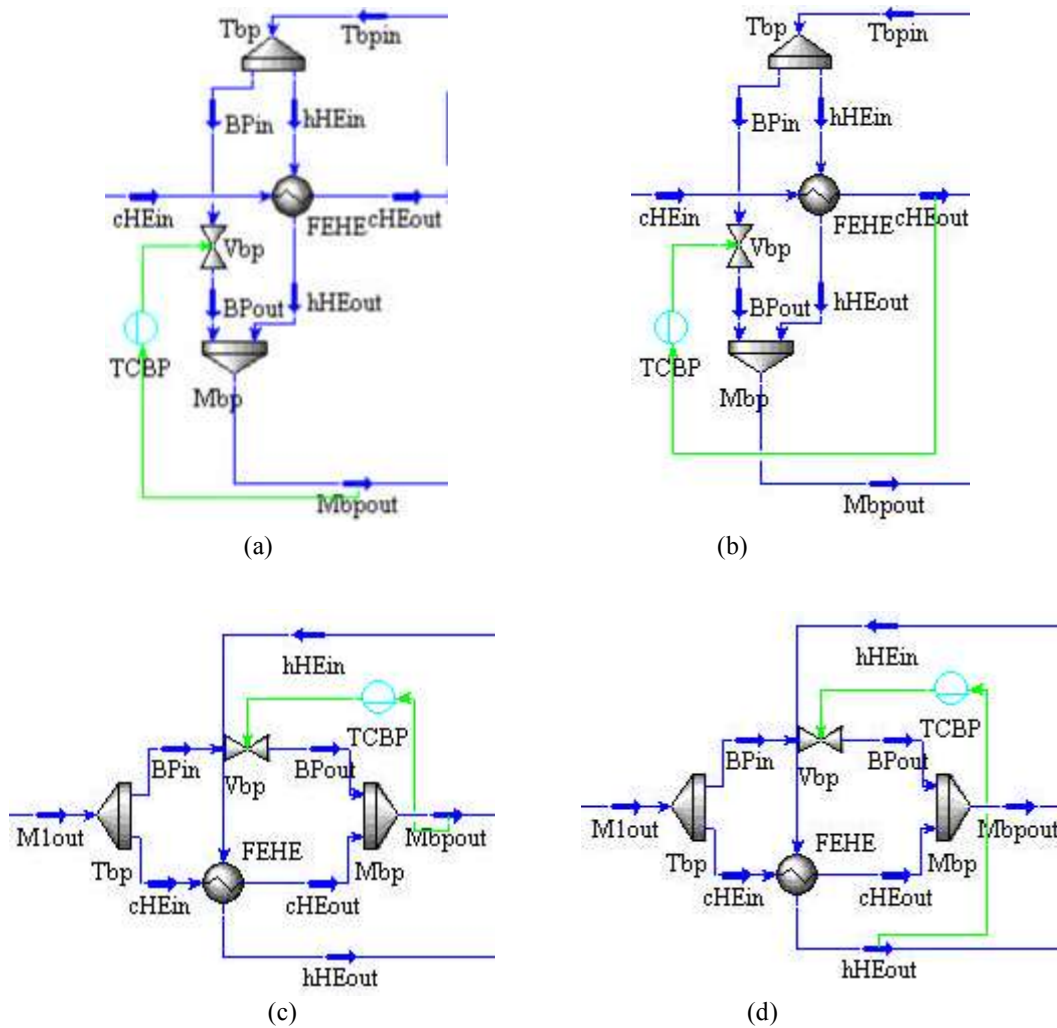 Tbp
Tbpin
BPin
hHEin
cHEin
FEHE
cHEout
Vbp
BPout
hHEout
TCBP
Mbp
Mbpout
(a)
Tbp
Tbpin
BPin
hHEin
cHEin
FEHE
cHEout
Vbp
BPout
hHEout
TCBP
Mbp
Mbpout
(b)
hHEin
TCBP
BPin
Vbp
BPout
M1out
Mbpout
Tbp
FEHE
Mbp
cHEin
cHEout
hHEout
(c)
hHEin
TCBP
BPin
Vbp
BPout
M1out
Mbpout
Tbp
FEHE
Mbp
cHEin
cHEout
hHEout
(d)